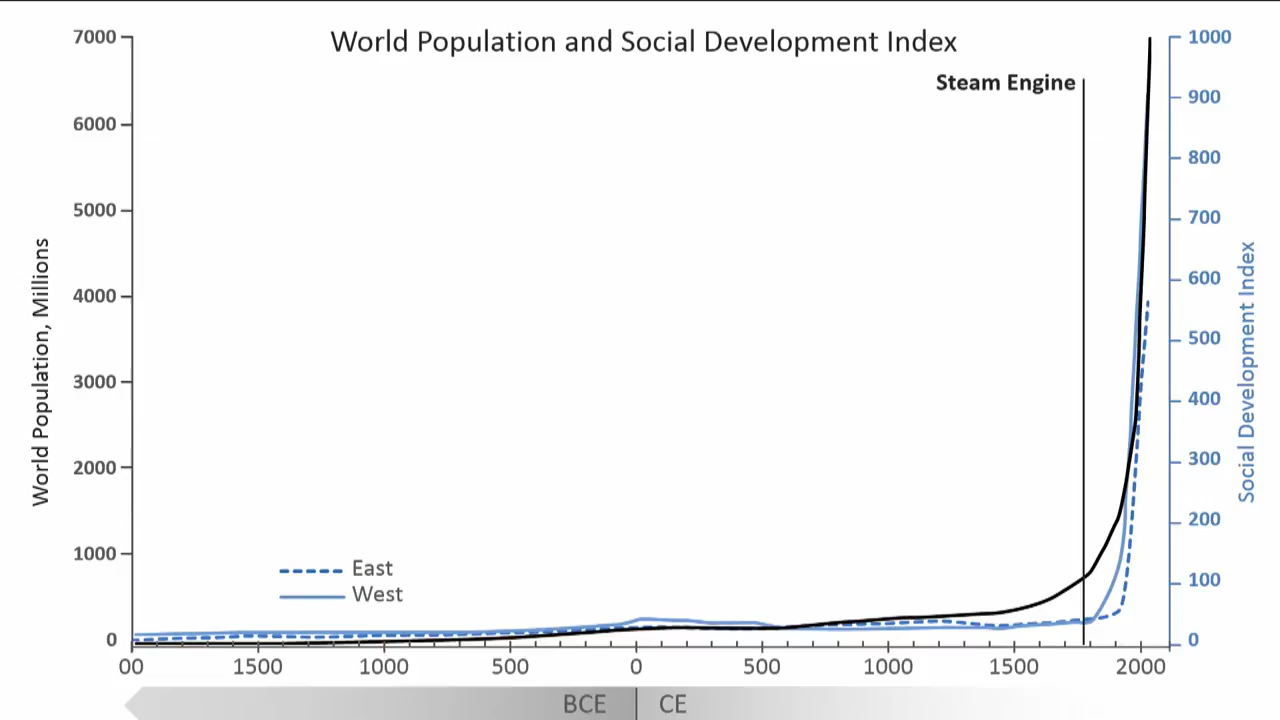 World Population and Social Development Index
Steam Engine
World Population, Millions
7000
6000
5000
4000
3000
2000
1000
0
Social Development Index
1000
900
800
700
600
500
400
300
200
100
0
East
West
00 1500 1000 500 0 500 1000 1500 2000
BCE CE